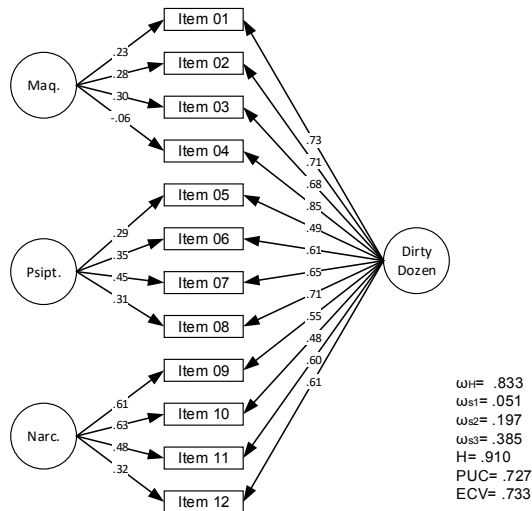 Item 01
Item 02
Item 03
Item 04
Item 05
Item 06
Item 07
Item 08
Item 09
Item 10
Item 11
Item 12
Maq.
.23
.28
.30
-.06
Psipt.
.29
.35
.45
.31
Narc.
.61
.63
.48
.32
.73
.71
.68
.85
.49
.61
.65
.71
.55
.48
.60
.61
Dirty
Dozen
ωH= .833
ωs1= .051
ωs2= .197
ωs3= .385
H= .910
PUC= .727
ECV= .733